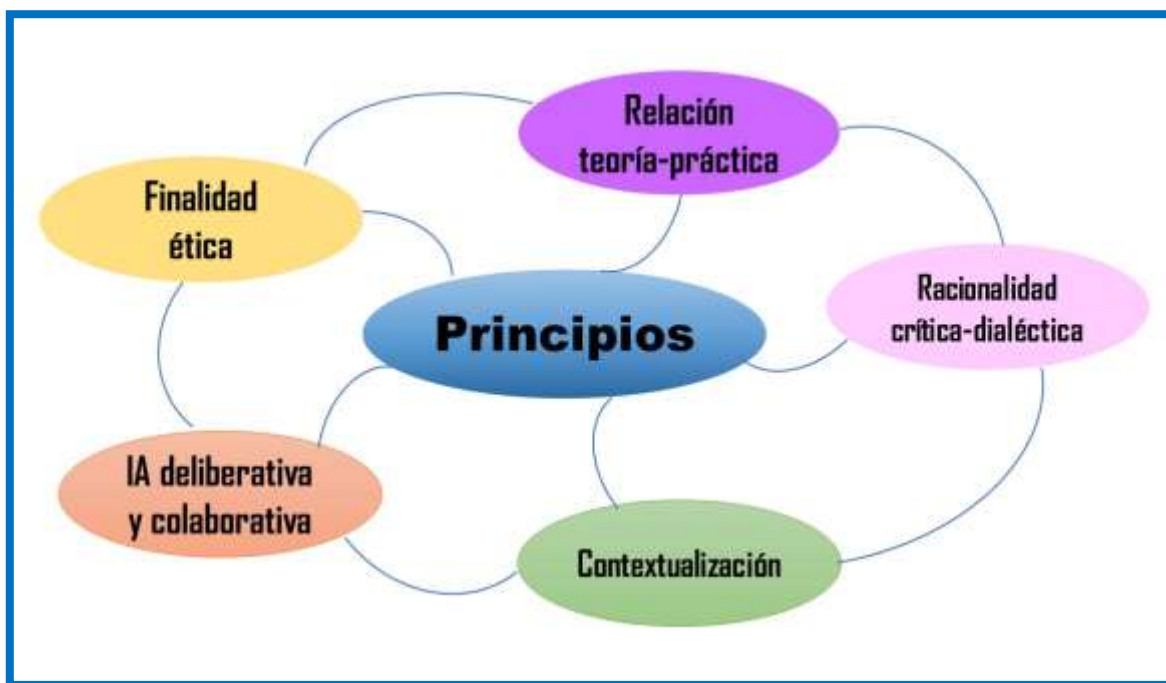 Relación
teoría-práctica
Finalidad
ética
Racionalidad
crítica-dialéctica
Principios
IA deliberativa
y colaborativa
Contextualización